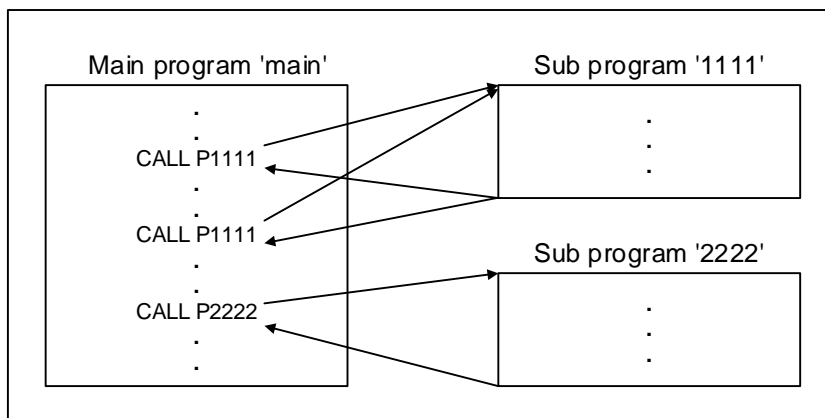 Main program 'main'
.
.
CALL P1111
.
.
CALL P1111
.
.
CALL P2222
.
.
Sub program '1111'
.
.
.
Sub program '2222'
.
.
.